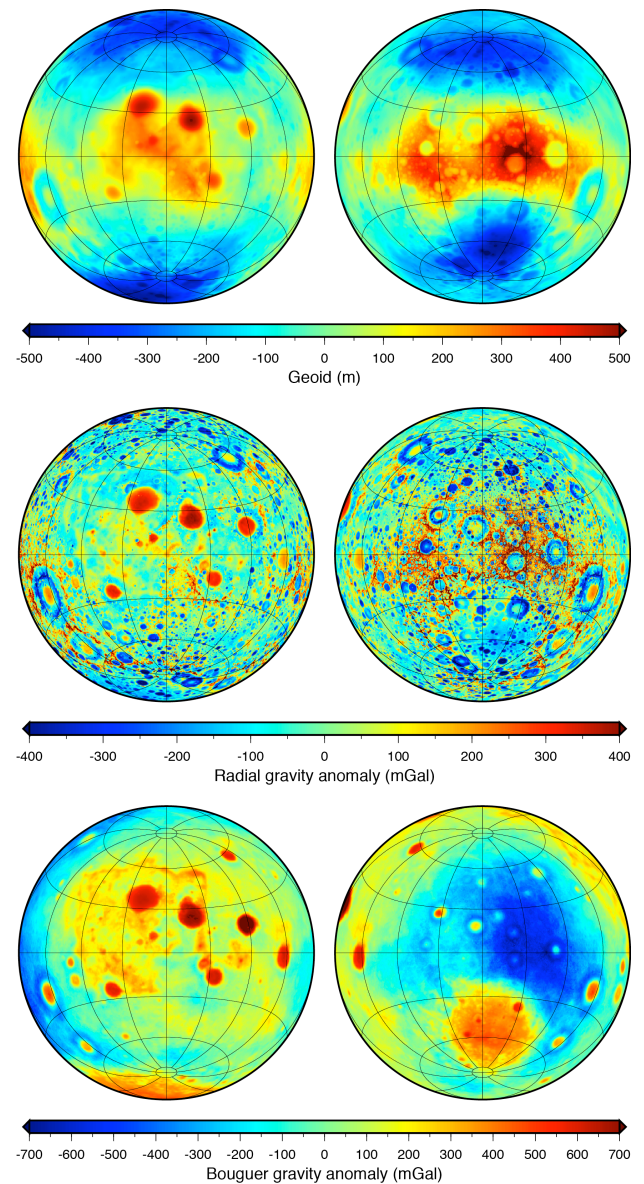 -500 -400 -300 -200 -100 0 100 200 300 400 500
Geoid (m)
-400 -300 -200 -100 0 100 200 300 400
Radial gravity anomaly (mGal)
-700 -600 -500 -400 -300 -200 -100 0 100 200 300 400 500 600 700
Bouguer gravity anomaly (mGal)